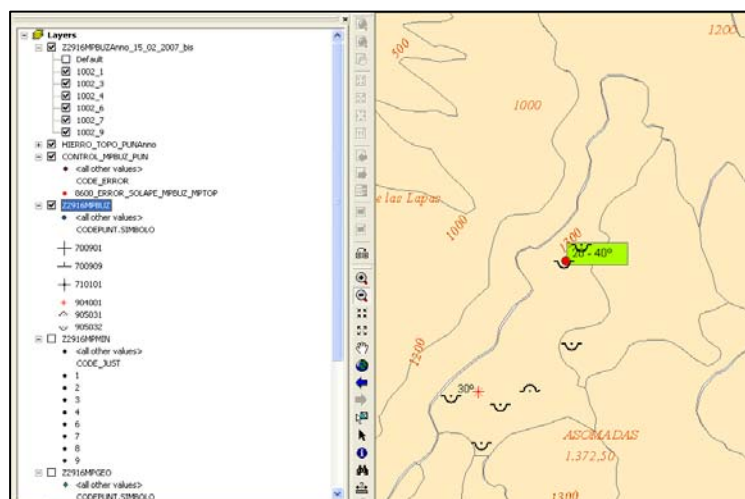 Layers
Z2916MPBUZAnno_15_02_2007_bis
Default
1002_1
1002_3
1002_4
1002_6
1002_7
1002_9
HIERRO_TOPO_PUNAnno
CONTROL_MPBUZ_PUN
<all other values>
CODE_ERROR
8600_ERROR_SOLAPE_MPBUZ_MPTOP
Z2916MPBUZ
<all other values>
CODEPUNT.SIMBOLO
700901
700909
710101
904001
905031
905032
Z2916MPMIN
<all other values>
CODE_JUST
1
2
3
4
6
7
8
9
Z2916MPGEO
<all other values>
CODEPUNT.SIMBOLO
1200
500
1000
e las Lapas
1000
1300
20 - 40º
1200
30º
ASOMADAS
1.372,50
1300